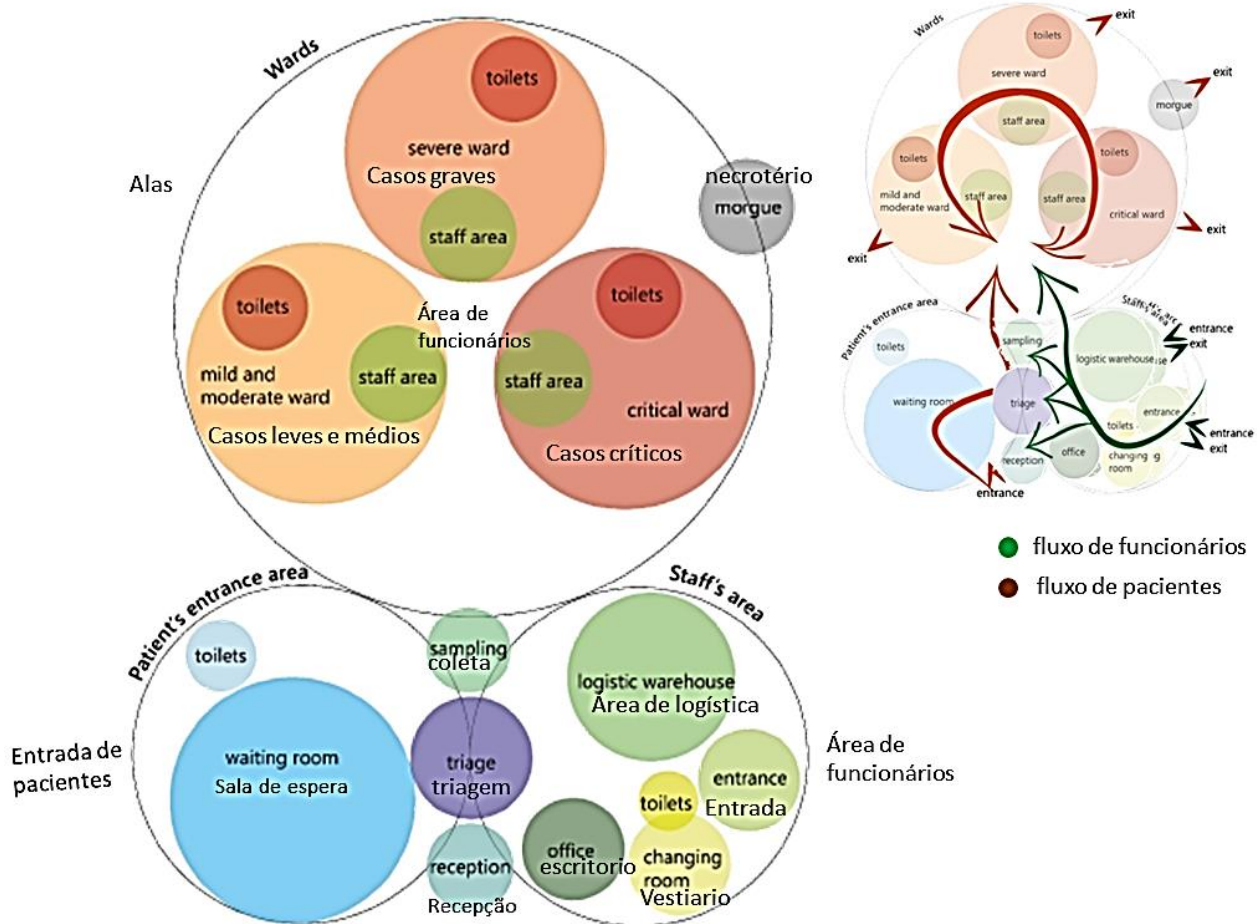 Wards
toilets
severe ward
Casos graves
staff area
Alas
necrotério
morgue
toilets
mild and
moderate ward
Casos leves e médios
staff area
Área de
funcionários
toilets
staff area
critical ward
Casos críticos
Patient's entrance area
toilets
waiting room
Sala de espera
Entrada de
pacientes
sampling
coleta
triage
triagem
reception
Recepção
Staff's area
logistic warehouse
Área de logística
entrance
Entrada
toilets
office
escritorio
changing
room
Vestiario
Área de
funcionários
Wards
exit
toilets
severe ward
staff area
exit
morgue
toilets
mild and
moderate ward
staff area
exit
toilets
staff area
critical ward
exit
Patient's entrance area
toilets
waiting room
entrance
sampling
triage
reception
logistic warehouse
entrance
exit
entrance
toilets
office
changing
room
entrance
exit
fluxo de funcionários
fluxo de pacientes